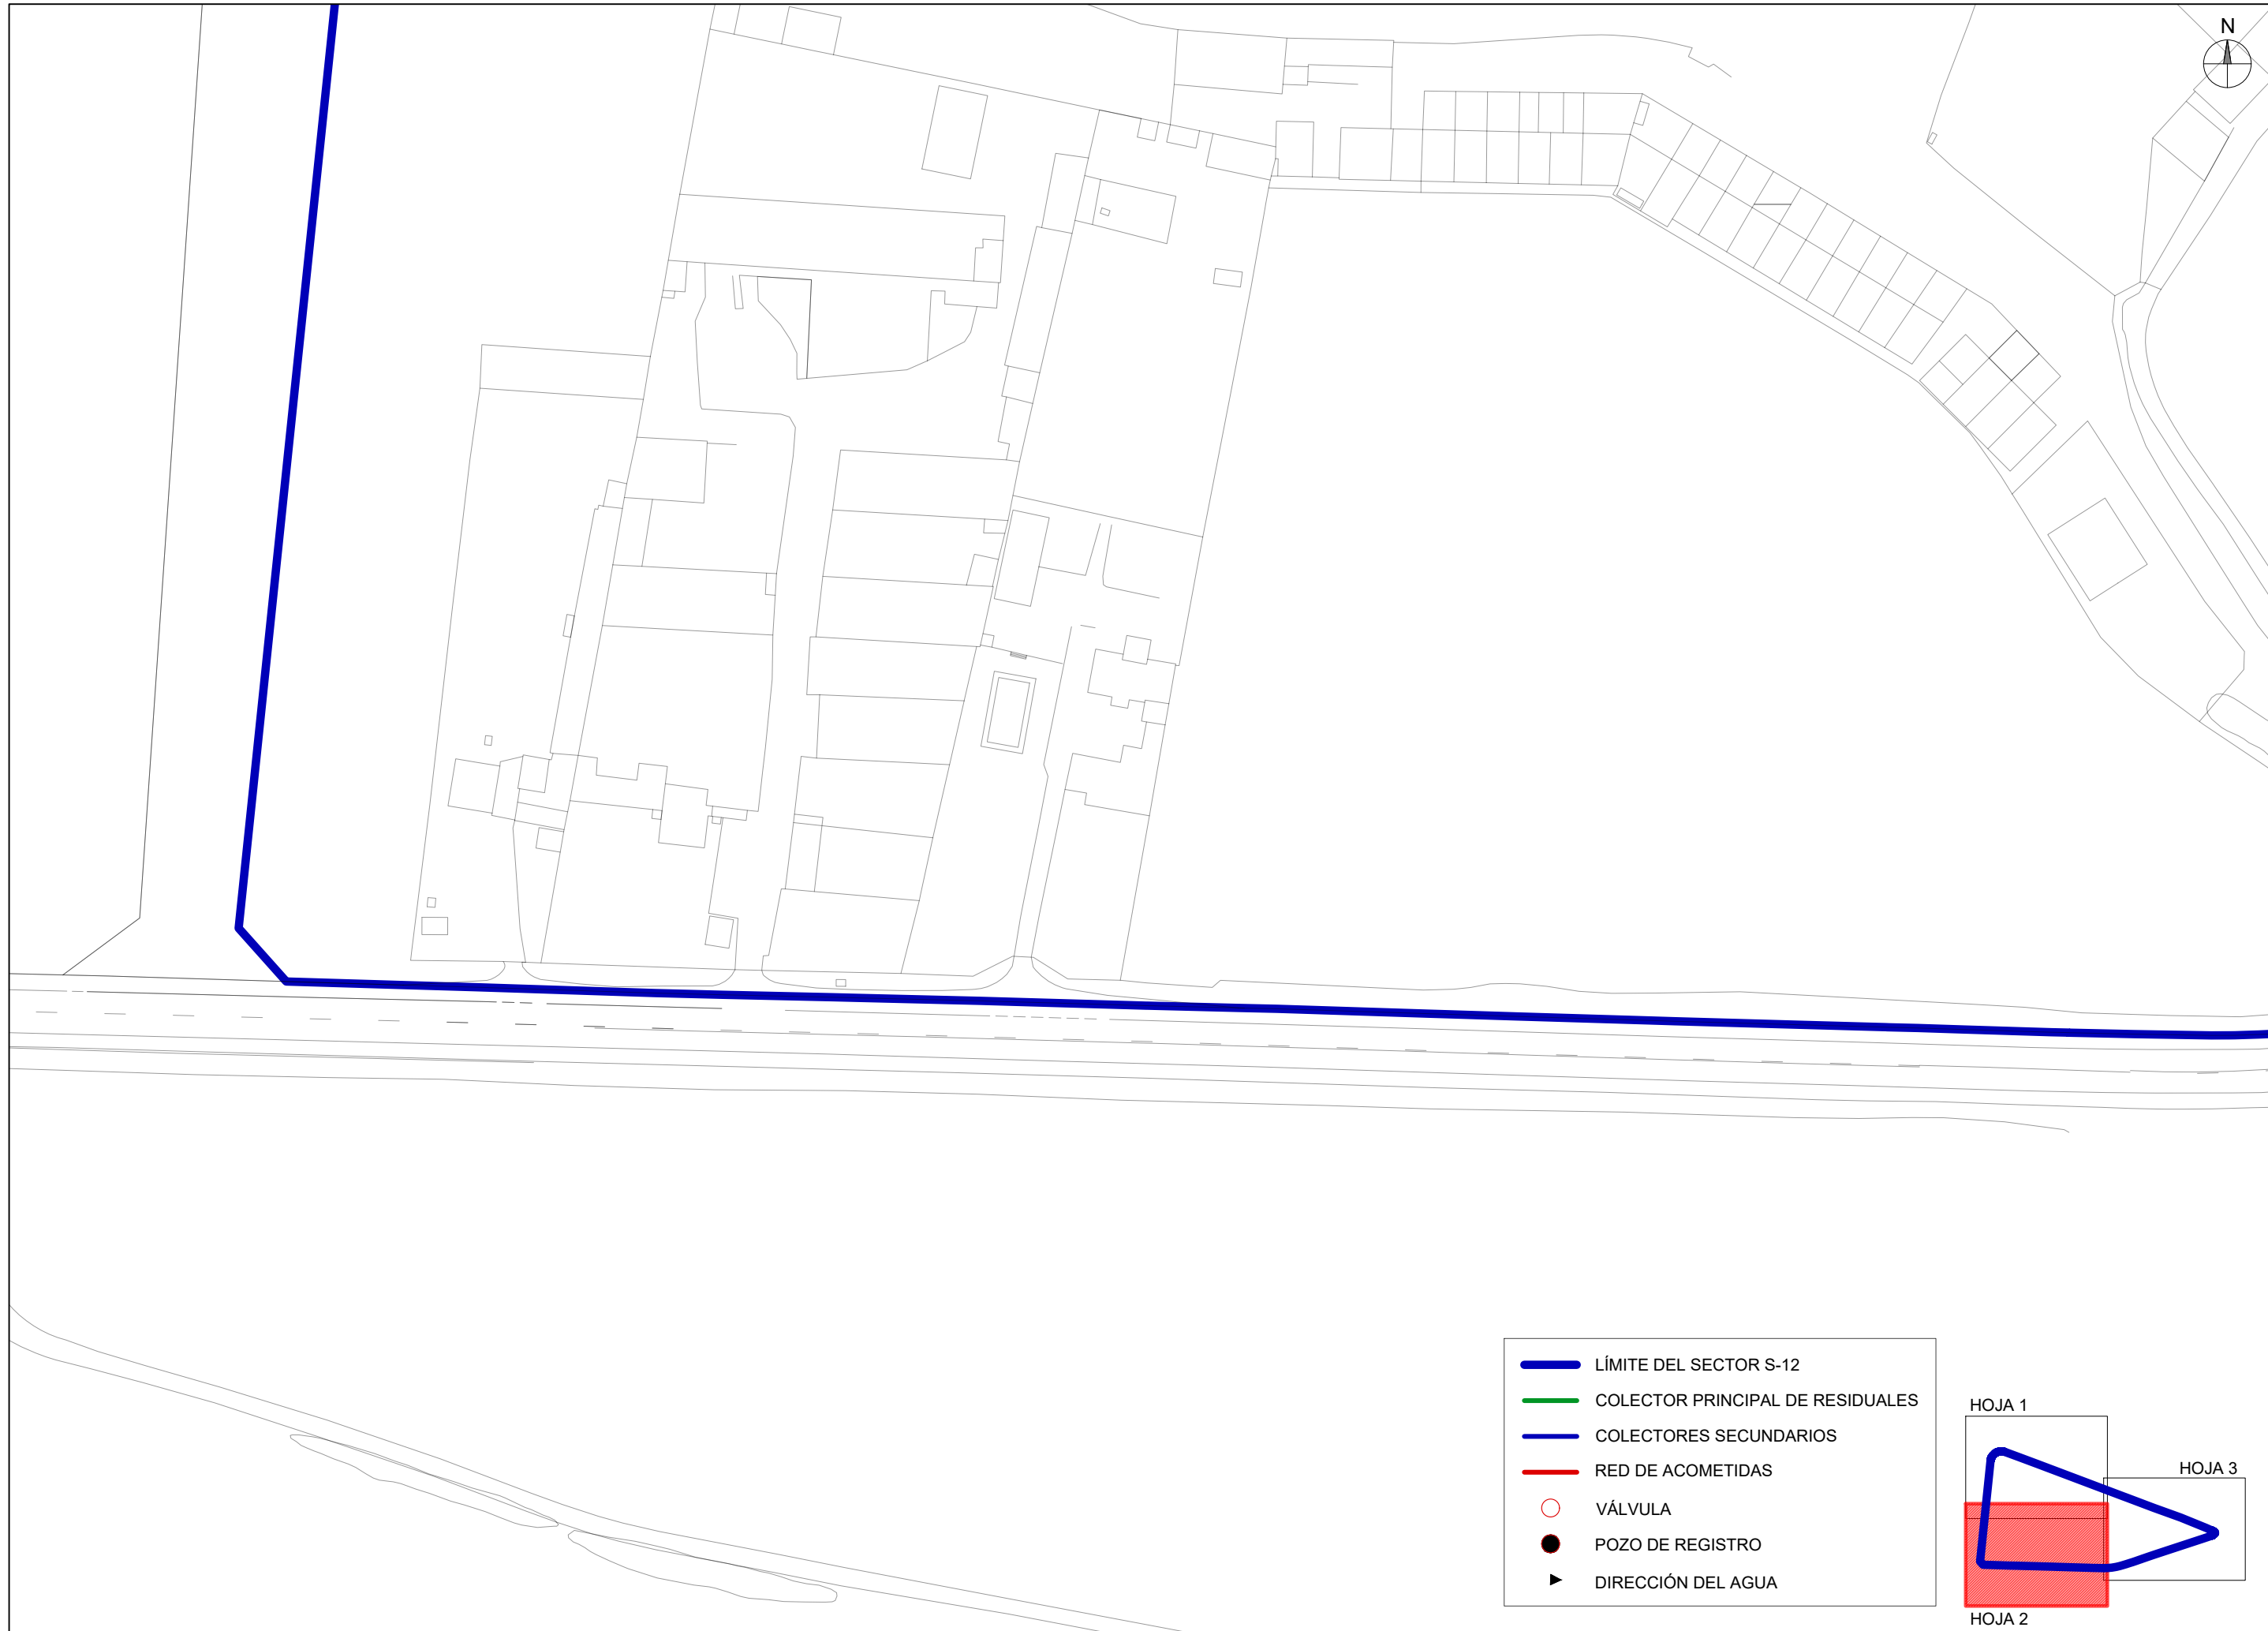 N
LÍMITE DEL SECTOR S-12
COLECTOR PRINCIPAL DE RESIDUALES
COLECTORES SECUNDARIOS
RED DE ACOMETIDAS
VÁLVULA
POZO DE REGISTRO
DIRECCIÓN DEL AGUA
HOJA 1
HOJA 3
HOJA 2